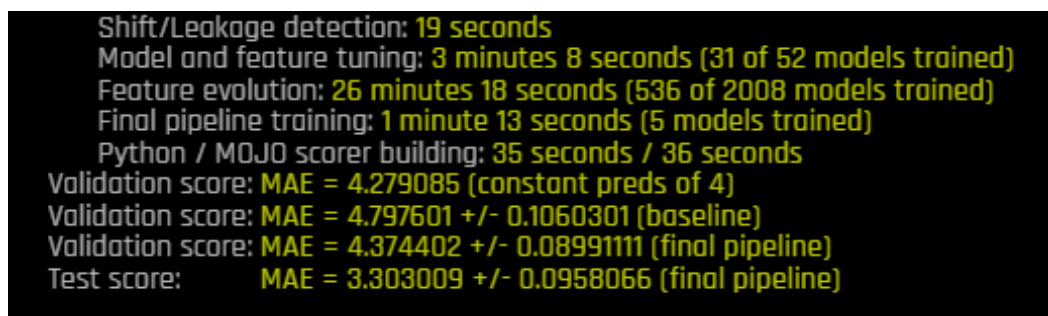 Shift/Leakage detection: 19 seconds
Model and feature tuning: 3 minutes 8 seconds (31 of 52 models trained)
Feature evolution: 26 minutes 18 seconds (536 of 2008 models trained)
Final pipeline training: 1 minute 13 seconds (5 models trained)
Python / MOJO scorer building: 35 seconds / 36 seconds
Validation score: MAE = 4.279085 (constant preds of 4)
Validation score: MAE = 4.797601 +/- 0.1060301 (baseline)
Validation score: MAE = 4.374402 +/- 0.08991111 (final pipeline)
Test score: MAE = 3.303009 +/- 0.0958066 (final pipeline)